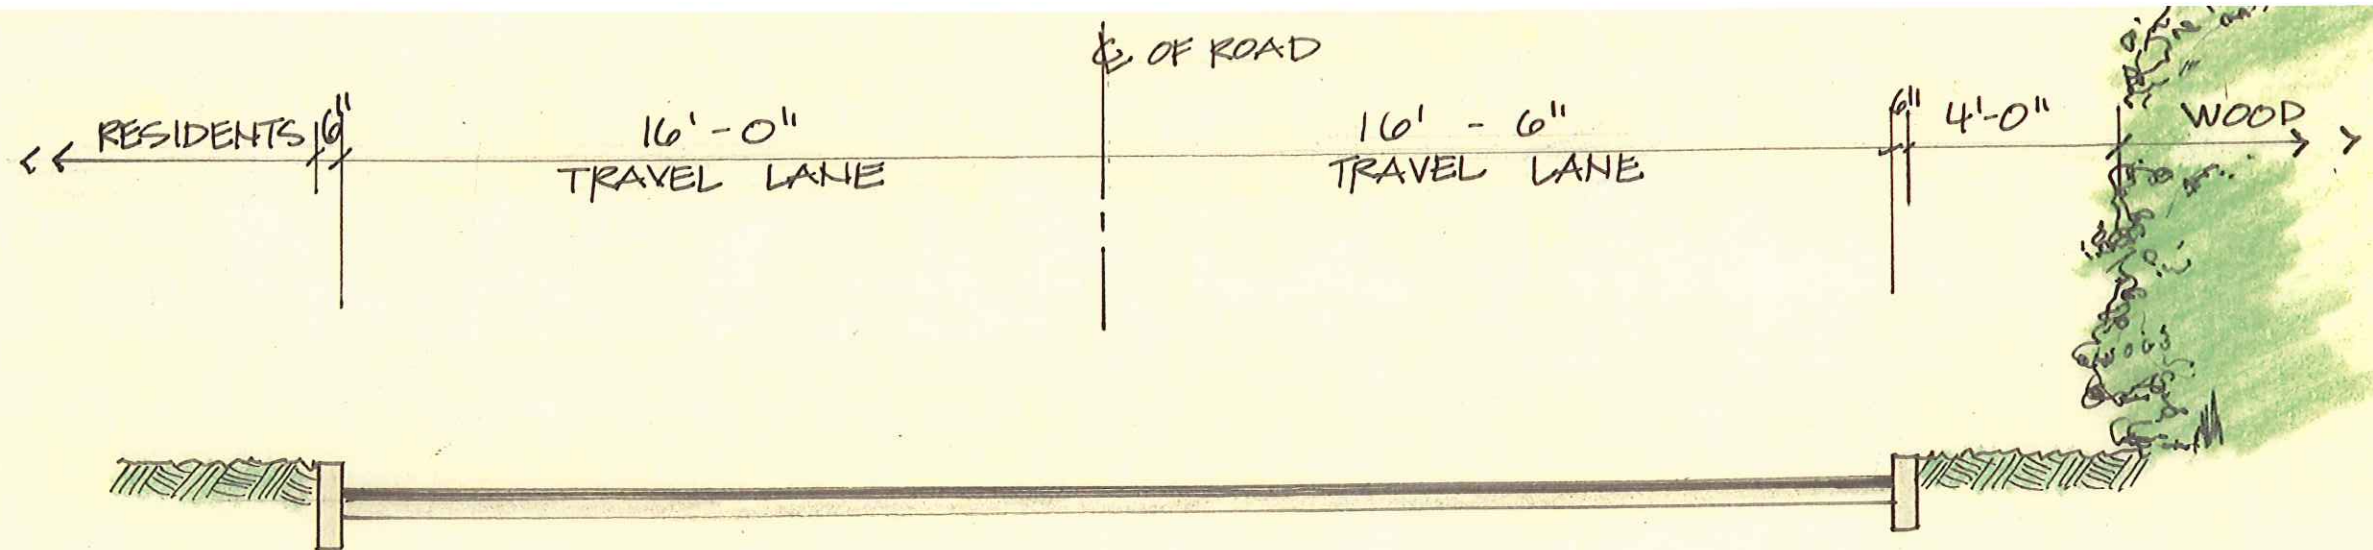 ℄ OF ROAD
RESIDENTS 6" 16'-0" 16' - 6" 6" 4'-0" WOOD
TRAVEL LANE TRAVEL LANE